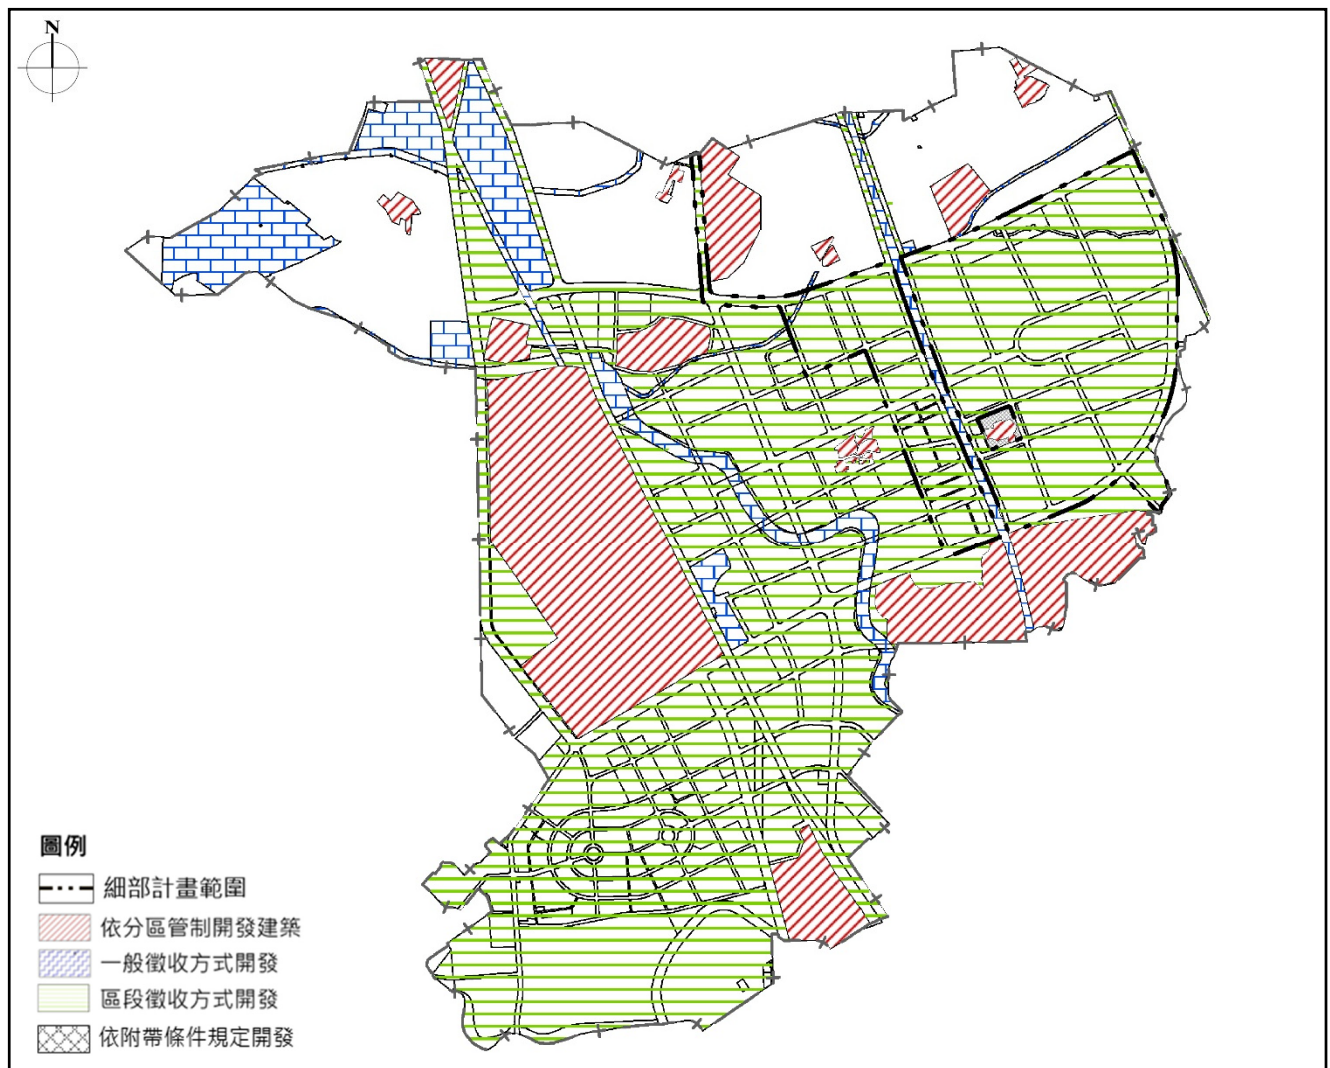 N
圖例
細部計畫範圍
依分區管制開發建築
一般徵收方式開發
區段徵收方式開發
依附帶條件規定開發